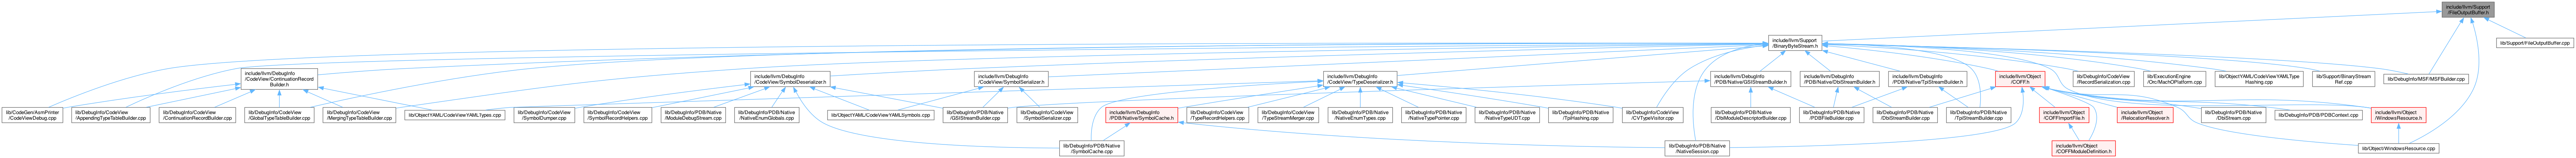 include/llvm/Support
/FileOutputBuffer.h
include/llvm/Support
/BinaryByteStream.h
lib/Support/FileOutputBuffer.cpp
include/llvm/DebugInfo
/CodeView/ContinuationRecord
Builder.h
include/llvm/DebugInfo
/CodeView/SymbolDeserializer.h
include/llvm/DebugInfo
/CodeView/SymbolSerializer.h
include/llvm/DebugInfo
/CodeView/TypeDeserializer.h
include/llvm/DebugInfo
/PDB/Native/GSIStreamBuilder.h
include/llvm/DebugInfo
/PDB/Native/DbiStreamBuilder.h
include/llvm/DebugInfo
/PDB/Native/TpiStreamBuilder.h
include/llvm/Object
/COFF.h
lib/DebugInfo/CodeView
/RecordSerialization.cpp
lib/ExecutionEngine
/Orc/MachOPlatform.cpp
lib/ObjectYAML/CodeViewYAMLType
Hashing.cpp
lib/Support/BinaryStream
Ref.cpp
lib/DebugInfo/MSF/MSFBuilder.cpp
lib/CodeGen/AsmPrinter
/CodeViewDebug.cpp
lib/DebugInfo/CodeView
/AppendingTypeTableBuilder.cpp
lib/DebugInfo/CodeView
/ContinuationRecordBuilder.cpp
lib/DebugInfo/CodeView
/GlobalTypeTableBuilder.cpp
lib/DebugInfo/CodeView
/MergingTypeTableBuilder.cpp
lib/ObjectYAML/CodeViewYAMLTypes.cpp
lib/DebugInfo/CodeView
/SymbolDumper.cpp
lib/DebugInfo/CodeView
/SymbolRecordHelpers.cpp
lib/DebugInfo/PDB/Native
/ModuleDebugStream.cpp
lib/DebugInfo/PDB/Native
/NativeEnumGlobals.cpp
lib/ObjectYAML/CodeViewYAMLSymbols.cpp
lib/DebugInfo/PDB/Native
/GSIStreamBuilder.cpp
lib/DebugInfo/CodeView
/SymbolSerializer.cpp
include/llvm/DebugInfo
/PDB/Native/SymbolCache.h
lib/DebugInfo/CodeView
/TypeRecordHelpers.cpp
lib/DebugInfo/CodeView
/TypeStreamMerger.cpp
lib/DebugInfo/PDB/Native
/NativeEnumTypes.cpp
lib/DebugInfo/PDB/Native
/NativeTypePointer.cpp
lib/DebugInfo/PDB/Native
/NativeTypeUDT.cpp
lib/DebugInfo/PDB/Native
/TpiHashing.cpp
lib/DebugInfo/CodeView
/CVTypeVisitor.cpp
lib/DebugInfo/PDB/Native
/DbiModuleDescriptorBuilder.cpp
lib/DebugInfo/PDB/Native
/PDBFileBuilder.cpp
lib/DebugInfo/PDB/Native
/DbiStreamBuilder.cpp
lib/DebugInfo/PDB/Native
/TpiStreamBuilder.cpp
include/llvm/Object
/COFFImportFile.h
include/llvm/Object
/RelocationResolver.h
lib/DebugInfo/PDB/Native
/DbiStream.cpp
lib/DebugInfo/PDB/PDBContext.cpp
include/llvm/Object
/WindowsResource.h
lib/DebugInfo/PDB/Native
/SymbolCache.cpp
lib/DebugInfo/PDB/Native
/NativeSession.cpp
include/llvm/Object
/COFFModuleDefinition.h
lib/Object/WindowsResource.cpp